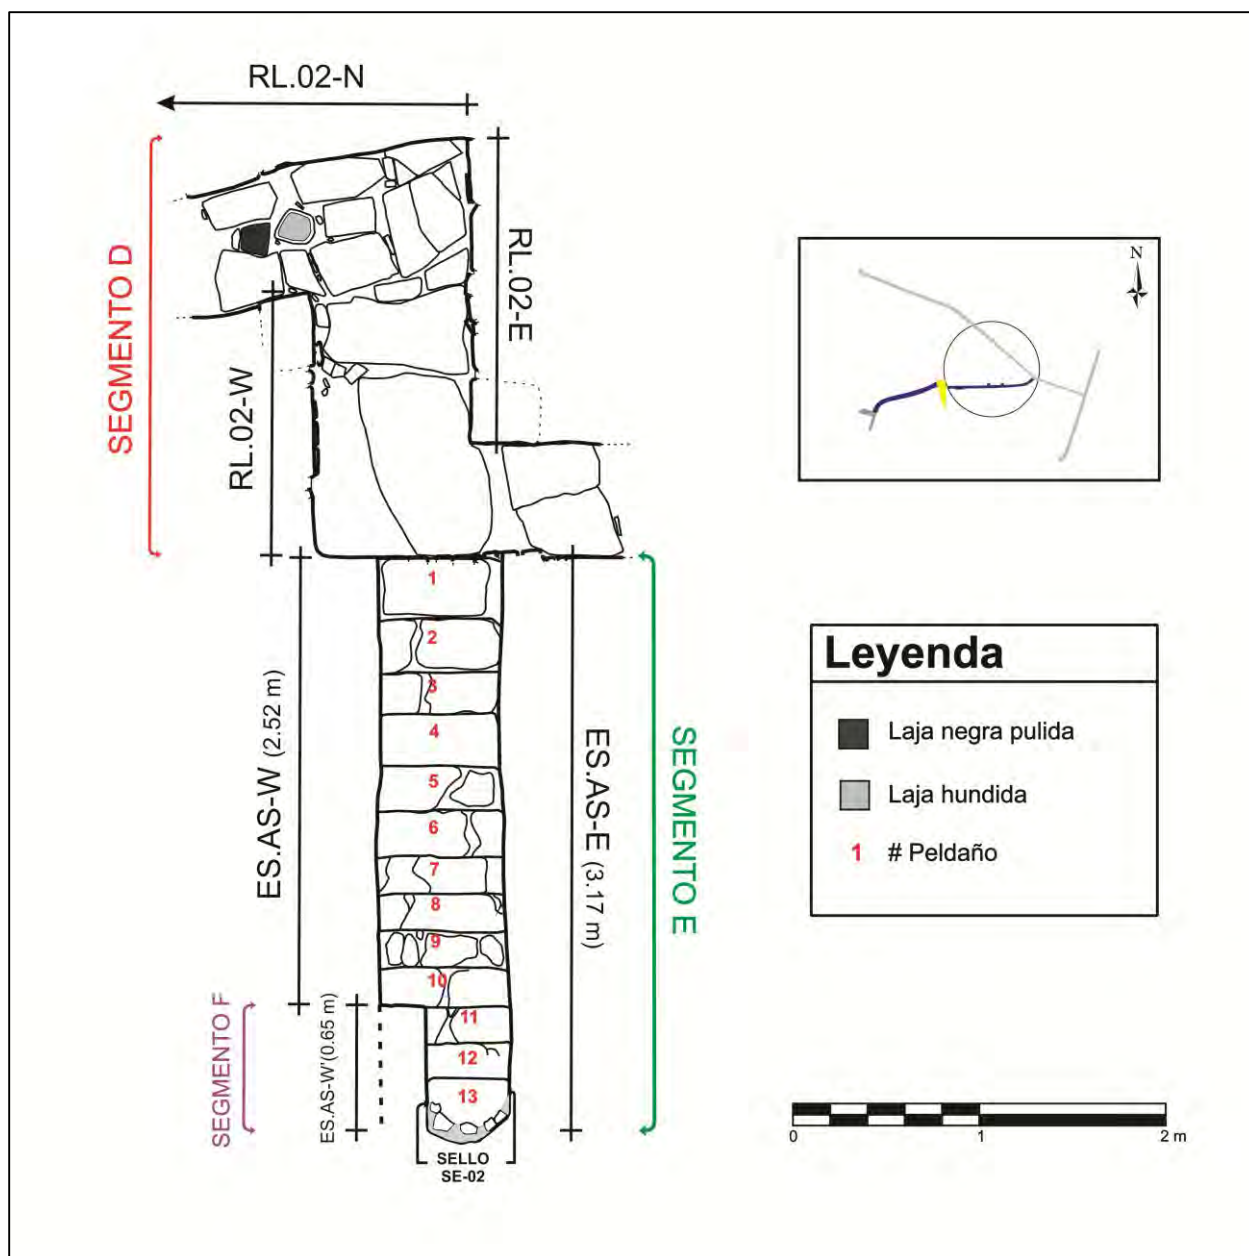 RL.02-N
SEGMENTO D
RL.02-E
RL.02-W
N
1
2
3
4
5
6
7
8
9
10
11
12
13
ES.AS-W (2.52 m)
ES.AS-E (3.17 m)
SEGMENTO E
SEGMENTO F
ES.AS-W'(0.65 m)
SELLO
SE-02
Leyenda
Laja negra pulida
Laja hundida
1 # Peldaño
0 1 2 m